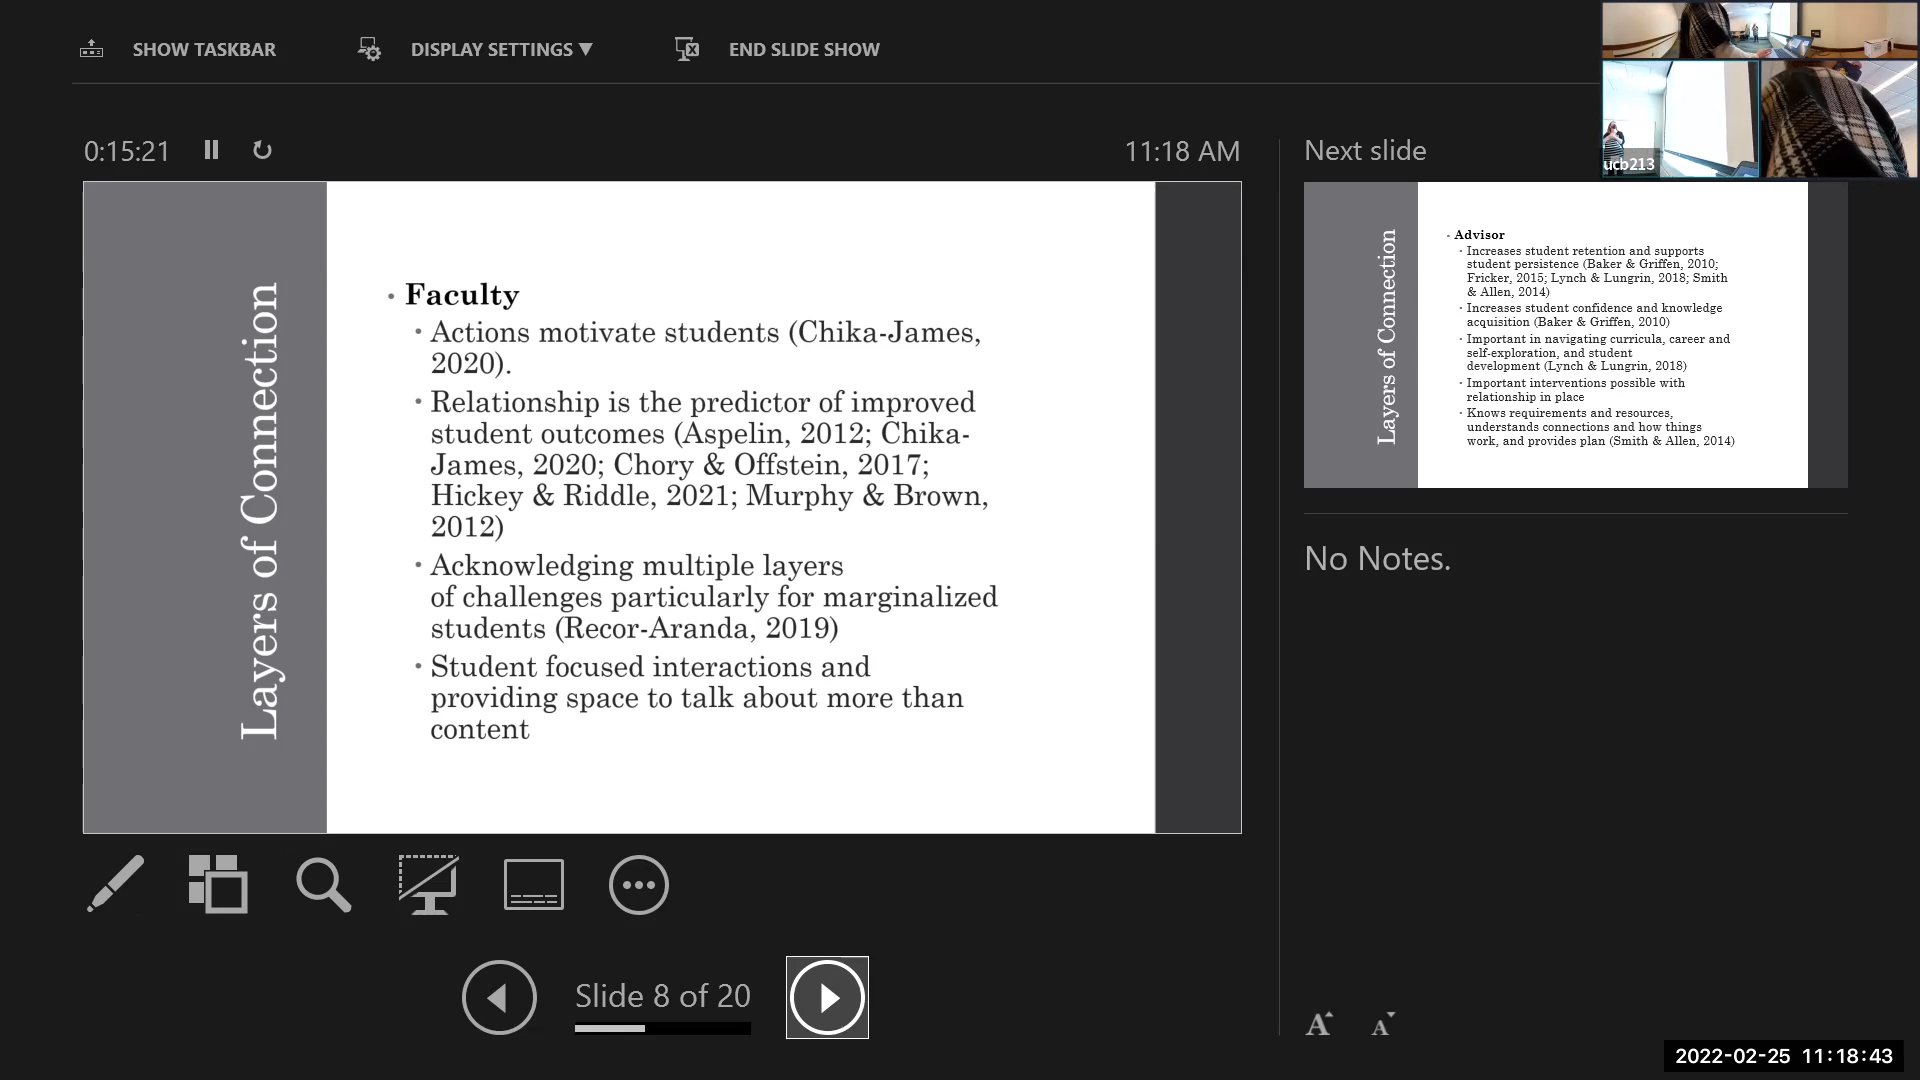 SHOW TASKBAR
DISPLAY SETTINGS ▼
END SLIDE SHOW
ucb213
0:15:21
11:18 AM
Next slide
Layers of Connection
• Faculty
• Actions motivate students (Chika-James,
2020).
• Relationship is the predictor of improved
student outcomes (Aspelin, 2012; Chika-
James, 2020; Chory & Offstein, 2017;
Hickey & Riddle, 2021; Murphy & Brown,
2012)
• Acknowledging multiple layers
of challenges particularly for marginalized
students (Recor-Aranda, 2019)
• Student focused interactions and
providing space to talk about more than
content
Layers of Connection
• Advisor
• Increases student retention and supports
student persistence (Baker & Griffen, 2010;
Fricker, 2015; Lynch & Lungrin, 2018; Smith
& Allen, 2014)
• Increases student confidence and knowledge
acquisition (Baker & Griffen, 2010)
• Important in navigating curricula, career and
self-exploration, and student
development (Lynch & Lungrin, 2018)
• Important interventions possible with
relationship in place
• Knows requirements and resources,
understands connections and how things
work, and provides plan (Smith & Allen, 2014)
No Notes.
Slide 8 of 20
A A
2022-02-25 11:18:43